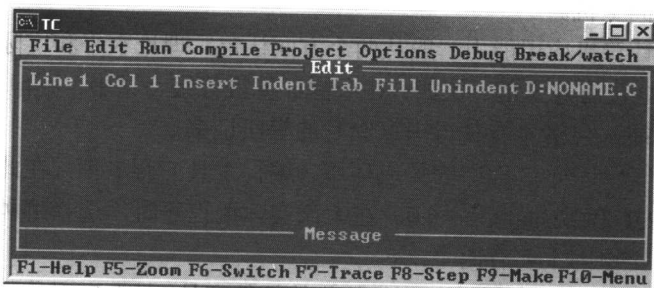 C:\ TC
File Edit Run Compile Project Options Debug Break/watch
Edit
Line 1 Col 1 Insert Indent Tab Fill Unindent D:NONAME.C
Message
F1-Help F5-Zoom F6-Switch F7-Trace F8-Step F9-Make F10-Menu